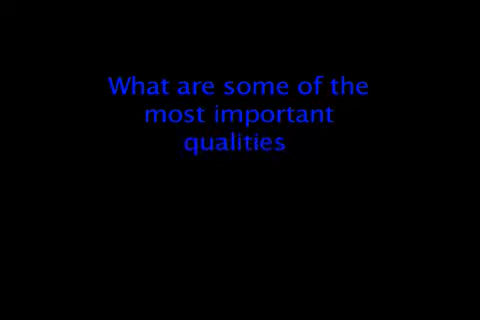 What are some of the
most important
qualities